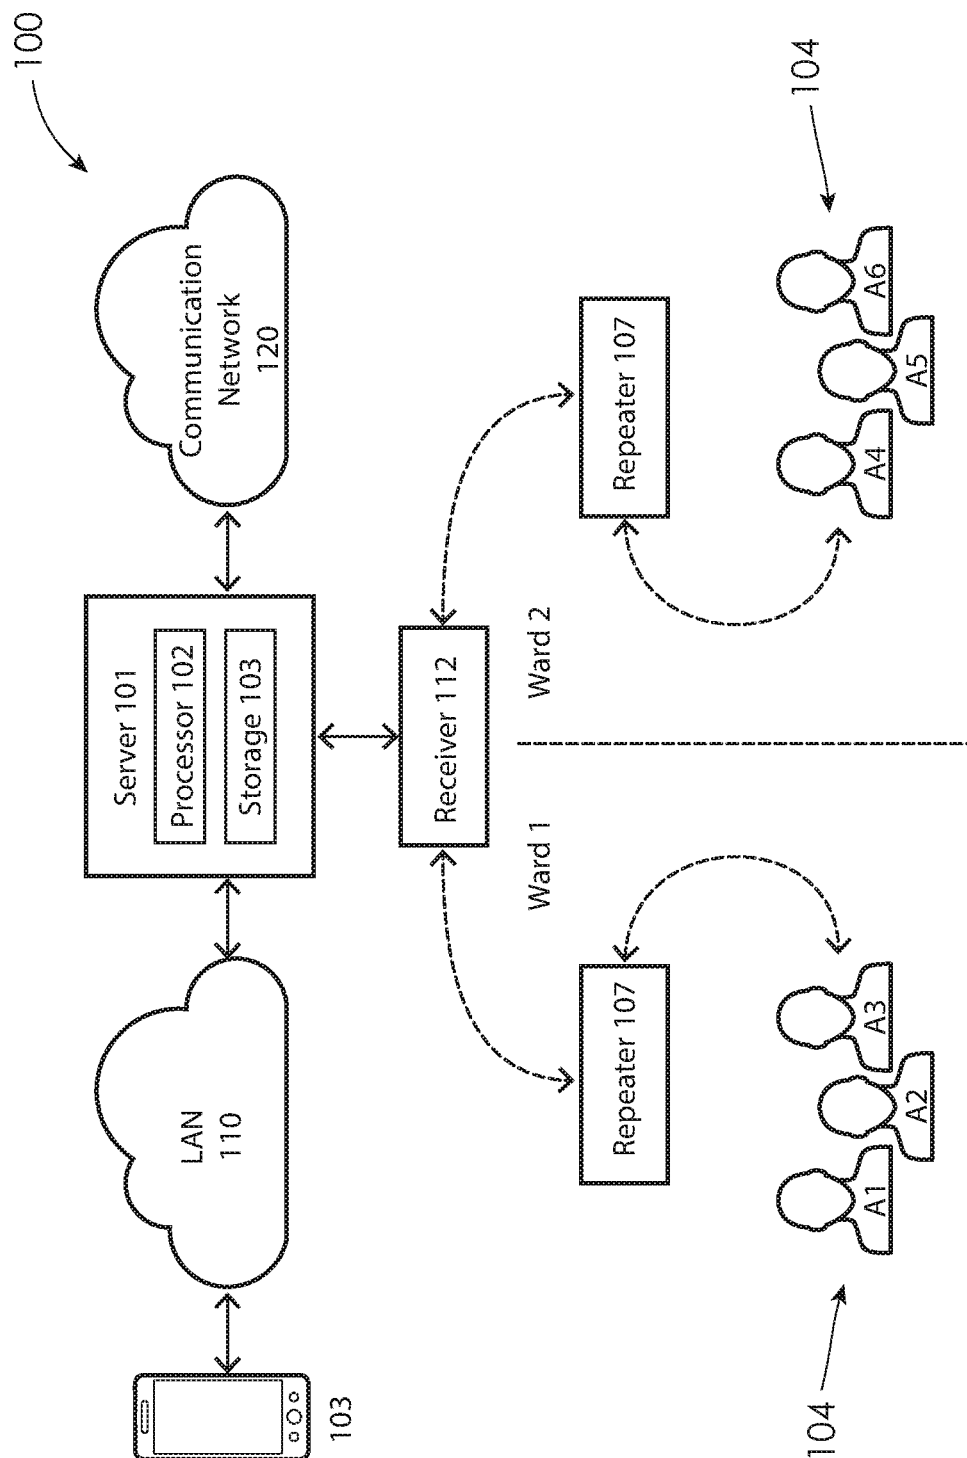 100
Communication
Network
120
Server 101
Processor 102
Storage 103
LAN
110
103
Receiver 112
Ward 1
Ward 2
Repeater 107
Repeater 107
104
A1
A2
A3
A4
A5
A6
104